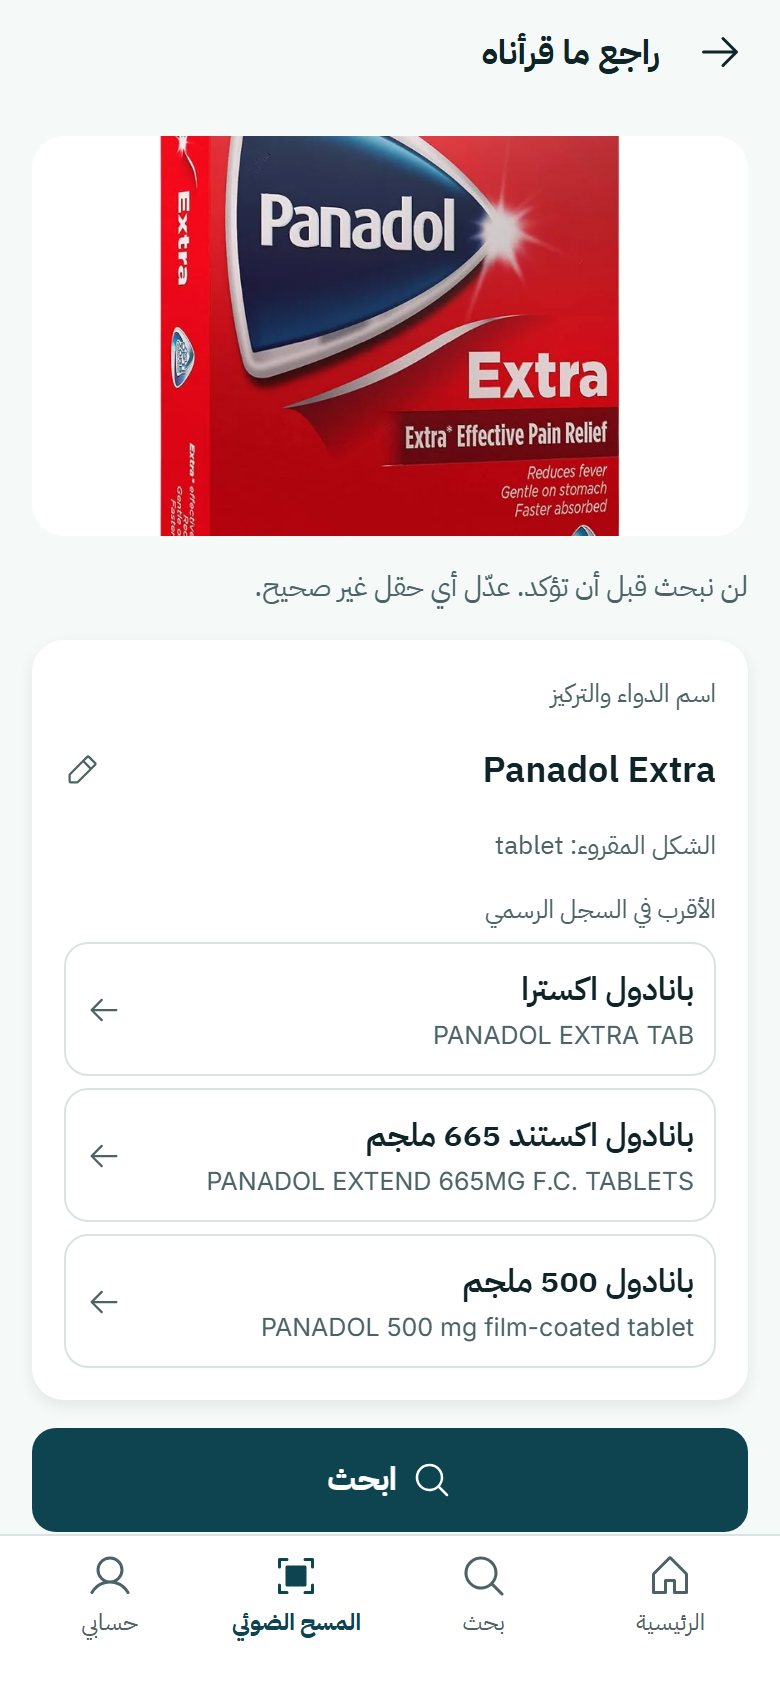 راجع ما قرأناه
Extra
Panadol
Extra
Extra* Effective Pain Relief
Reduces fever
Gentle on stomach
Faster absorbed
Extra* effective
لن نبحث قبل أن تؤكد. عدّل أي حقل غير صحيح.
اسم الدواء والتركيز
Panadol Extra
الشكل المقروء: tablet
الأقرب في السجل الرسمي
بانادول اكسترا
PANADOL EXTRA TAB
بانادول اكستند 665 ملجم
PANADOL EXTEND 665MG F.C. TABLETS
بانادول 500 ملجم
PANADOL 500 mg film-coated tablet
ابحث
الرئيسية
بحث
المسح الضوئي
حسابي